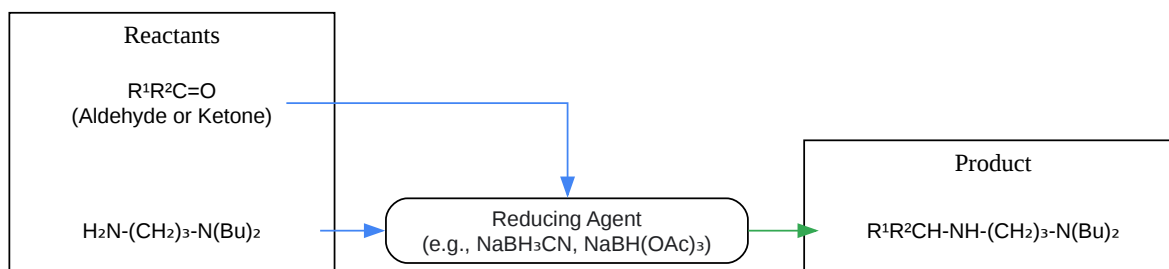 Reactants
R¹R²C=O
(Aldehyde or Ketone)
H₂N-(CH₂)₃-N(Bu)₂
Reducing Agent
(e.g., NaBH₃CN, NaBH(OAc)₃)
Product
R¹R²CH-NH-(CH₂)₃-N(Bu)₂